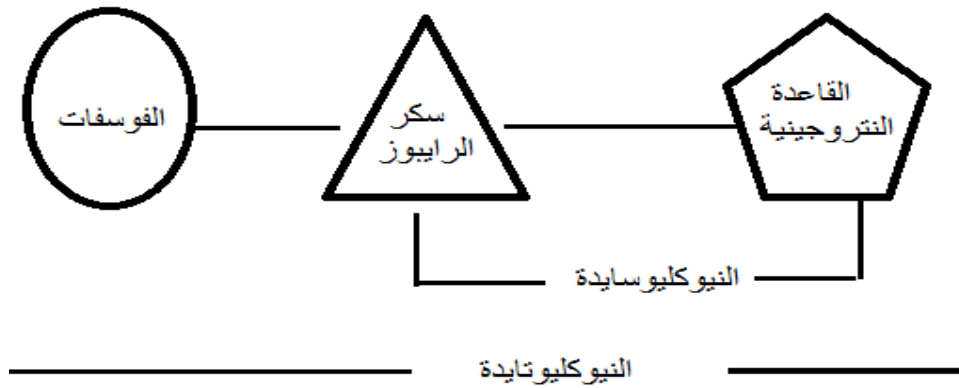 القاعدة
النتروجينية
سكر
الرايبوز
الفوسفات
النيوكليوسايدة
النيوكليوتايدة